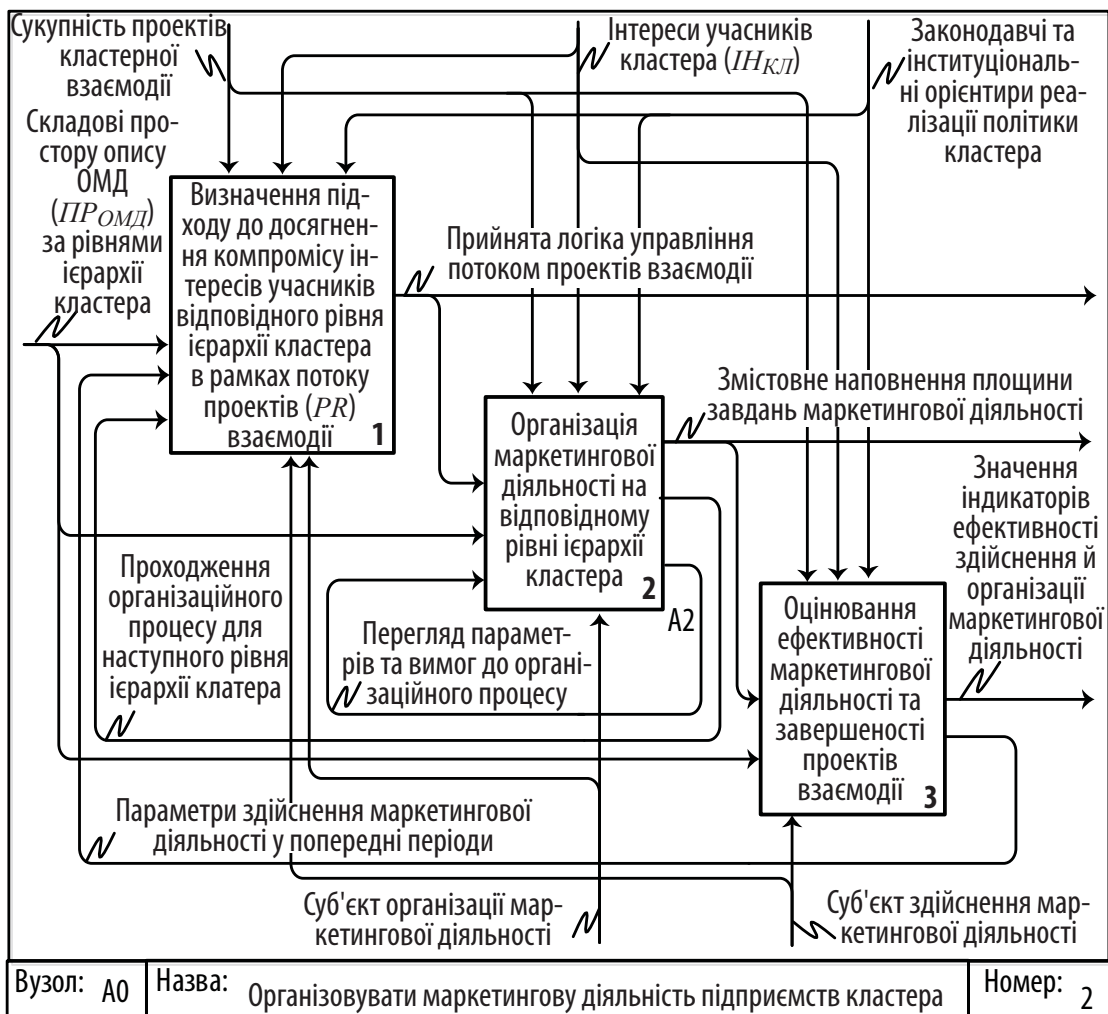 Сукупність проектів
кластерної
взаємодії
Інтереси учасників
кластера (ІН КЛ)
Законодавчі та
інституціональ-
ні орієнтири реа-
лізації політики
кластера
Складові про-
стору опису
ОМД
(ПР ОМД)
за рівнями
ієрархії
кластера
Визначення під-
ходу до досягнен-
ня компромісу ін-
тересів учасників
відповідного рівня
ієрархії кластера
в рамках потоку
проектів (PR)
взаємодії 1
Прийнята логіка управління
потоком проектів взаємодії
Змістовне наповнення площини
завдань маркетингової діяльності
Організація
маркетингової
діяльності на
відповідному
рівні ієрархії
кластера 2
А2
Значення
індикаторів
ефективності
здійснення й
організації
маркетингової
діяльності
Проходження
організаційного
процесу для
наступного рівня
ієрархії клатера
Перегляд парамет-
рів та вимог до органі-
заційного процесу
Оцінювання
ефективності
маркетингової
діяльності та
завершеності
проектів
взаємодії 3
Параметри здійснення маркетингової
діяльності у попередні періоди
Суб'єкт організації мар-
кетингової діяльності
Суб'єкт здійснення мар-
кетингової діяльності
Вузол: А0
Назва: Організовувати маркетингову діяльність підприємств кластера
Номер: 2